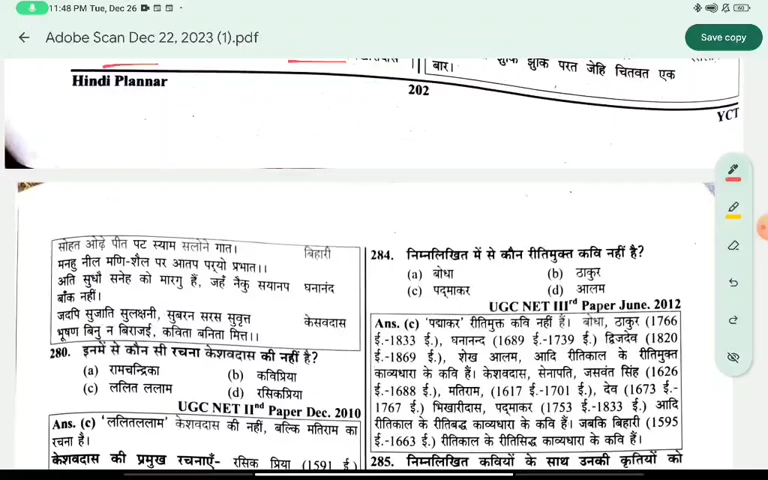 11:48 PM Tue, Dec 26
60
Adobe Scan Dec 22, 2023 (1).pdf
Save copy
बार।
झुकि परत जेहि चितवत एक
Hindi Plannar
202
YCT
सोहत ओढ़े पीत पट स्याम सलोने गात।
मनहु नील मणि-शैल पर आतप पर्‌यो प्रभात।।
बिहारी
अति सुधौ सनेह को मारगु हैं, जहँ नैकु सयानप
बाँक नहीं।
घनानंद
जदपि सुजाति सुलक्षनी, सुबरन सरस सुवृत्त
भूषण बिनु न बिराजई, कविता बनिता मित्त।।
केसवदास
280. इनमें से कौन सी रचना केशवदास की नहीं है?
(a) रामचन्द्रिका (b) कविप्रिया
(c) ललित ललाम (d) रसिकप्रिया
UGC NET IInd Paper Dec. 2010
Ans. (c) 'ललितललाम' केशवदास की नहीं, बल्कि मतिराम का
रचना है।
केशवदास की प्रमुख रचनाएँ- रसिक प्रिया (1591 ई)
284. निम्नलिखित में से कौन रीतिमुक्त कवि नहीं है?
(a) बोधा (b) ठाकुर
(c) पद्माकर (d) आलम
UGC NET IIIrd Paper June. 2012
Ans. (c) 'पद्माकर' रीतिमुक्त कवि नहीं हैं। बोधा, ठाकुर (1766
ई.-1833 ई.), घनानन्द (1689 ई.-1739 ई.) द्विजदेव (1820
ई.-1869 ई.), शेख आलम, आदि रीतिकाल के रीतिमुक्त
काव्यधारा के कवि हैं। केशवदास, सेनापति, जसवंत सिंह (1626
ई.-1688 ई.), मतिराम, (1617 ई.-1701 ई.), देव (1673 ई.-
1767 ई.) भिखारीदास, पद्माकर (1753 ई.-1833 ई.) आदि
रीतिकाल के रीतिबद्ध काव्यधारा के कवि हैं। जबकि बिहारी (1595
ई.-1663 ई.) रीतिकाल के रीतिसिद्ध काव्यधारा के कवि हैं।
285. निम्नलिखित कवियों के साथ उनकी कृतियों को